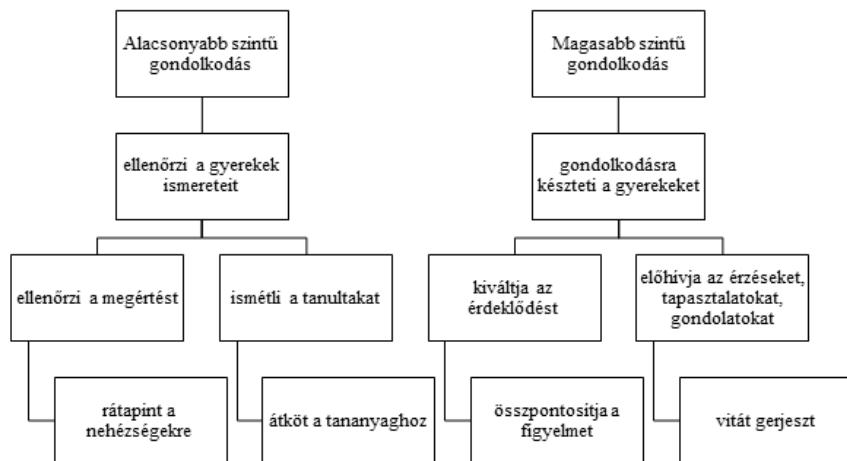 Alacsonyabb szintű
gondolkodás
Magasabb szintű
gondolkodás
ellenőrzi a gyerekek
ismereteit
gondolkodásra
készteti a gyerekeket
ellenőrzi a megértést
ismétli a tanultakat
kiváltja az
érdeklődést
előhívja az érzéseket,
tapasztalatokat,
gondolatokat
rátapint a
nehézségekre
átköt a tananyaghoz
összpontosítja a
figyelmet
vitát gerjeszt